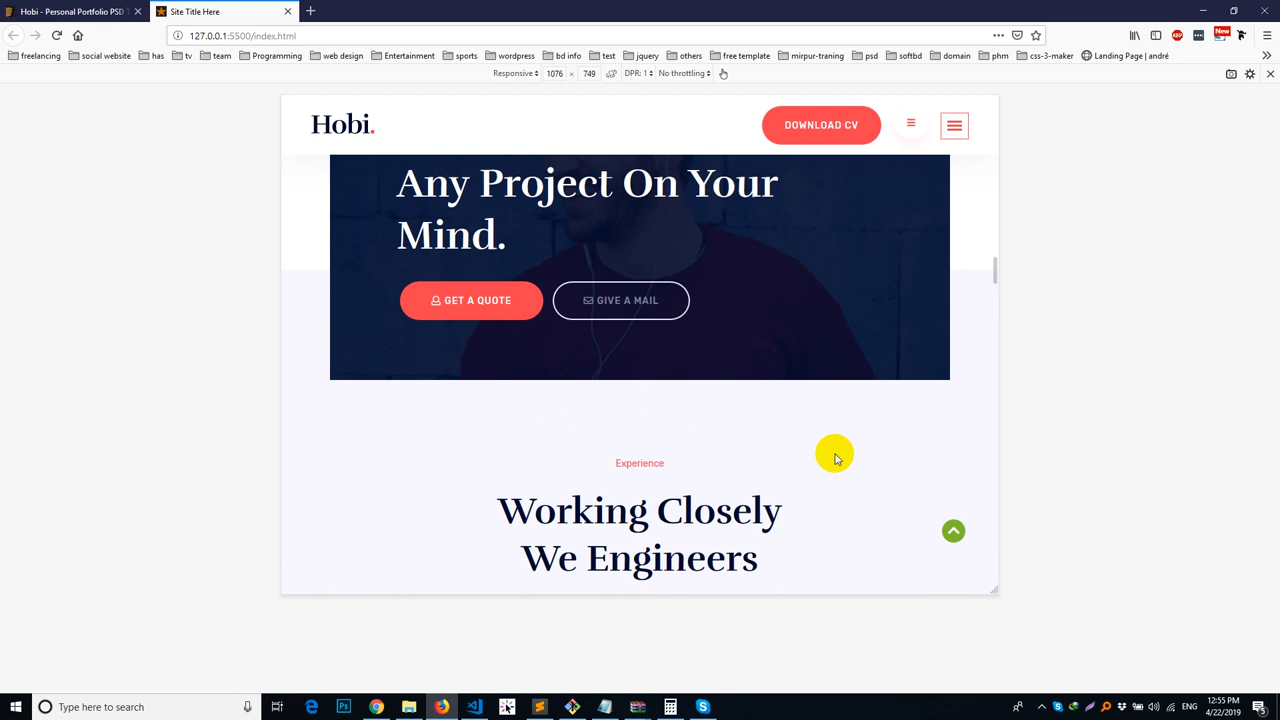 Hobi - Personal Portfolio PSD T
Site Title Here
127.0.0.1:5500/index.html
New
freelancing
social website
has
tv
team
Programming
web design
Entertainment
sports
wordpress
bd info
test
jquery
others
free template
mirpur-traning
psd
softbd
domain
phm
css-3-maker
Landing Page | andré
Responsive
1076 × 749
DPR: 1
No throttling
Hobi.
DOWNLOAD CV
Any Project On Your
Mind.
GET A QUOTE
GIVE A MAIL
Experience
Working Closely
We Engineers
Type here to search
ENG
12:55 PM
4/22/2019
5